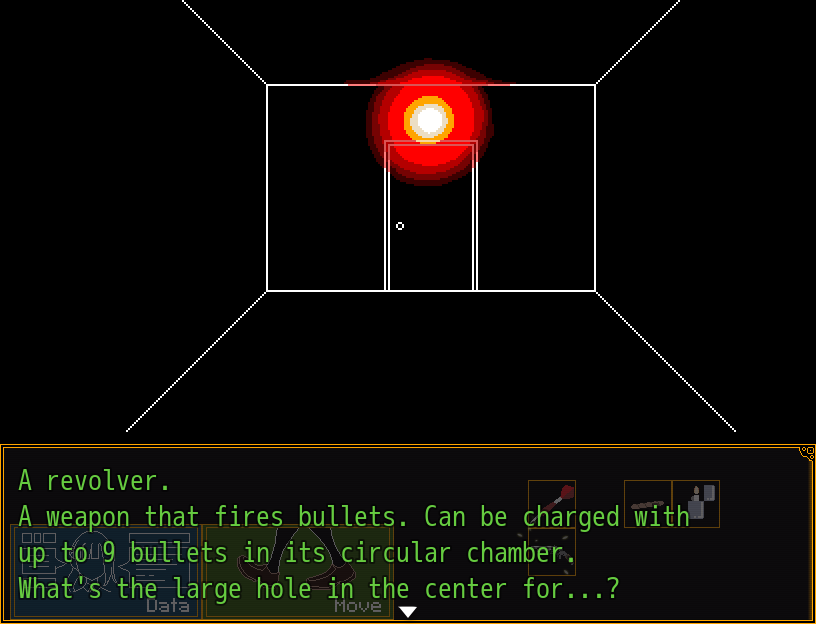 A revolver.
A weapon that fires bullets. Can be charged with
up to 9 bullets in its circular chamber.
What's the large hole in the center for...?
Data
Move